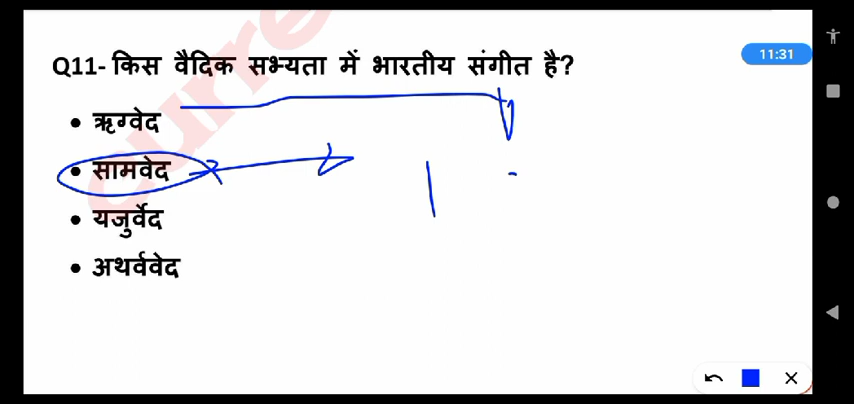 Q11- किस वैदिक सभ्यता में भारतीय संगीत है?
11:31
• ऋग्वेद
• सामवेद
• यजुर्वेद
• अथर्ववेद